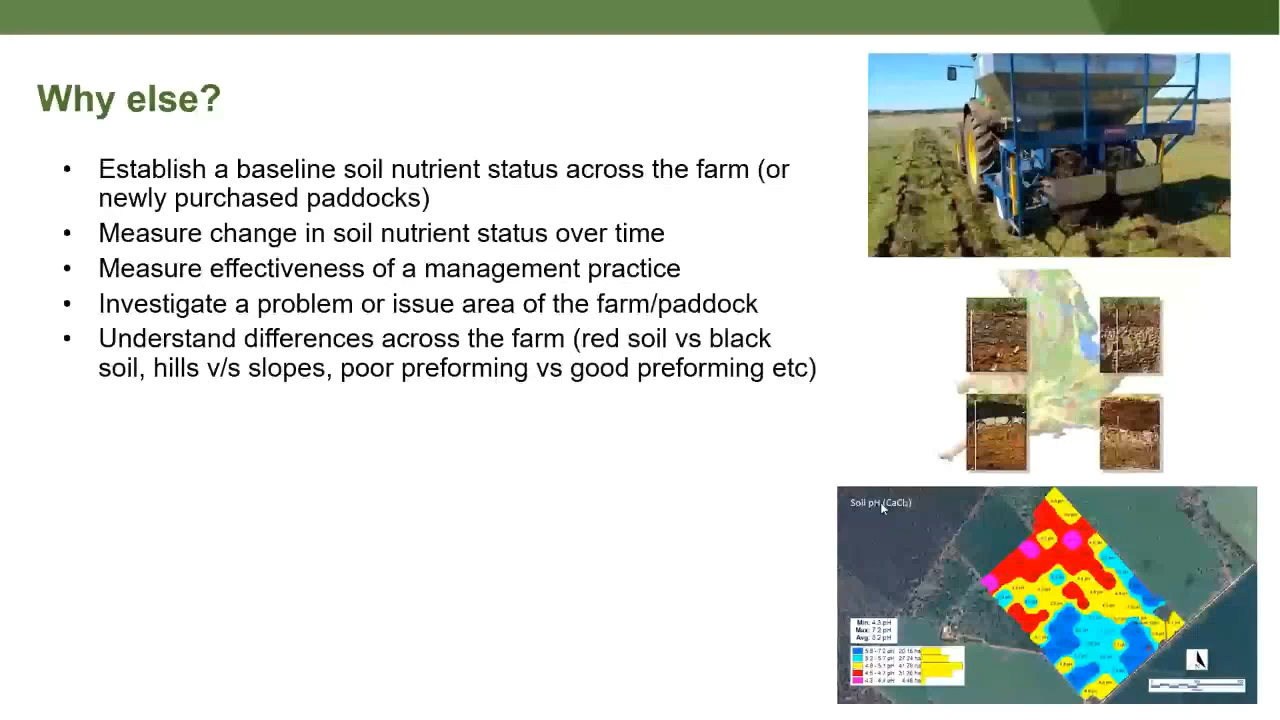 Why else?
• Establish a baseline soil nutrient status across the farm (or
newly purchased paddocks)
• Measure change in soil nutrient status over time
• Measure effectiveness of a management practice
• Investigate a problem or issue area of the farm/paddock
• Understand differences across the farm (red soil vs black
soil, hills v/s slopes, poor preforming vs good preforming etc)
Soil pH (CaCl₂)
Min: 4.3 pH
Max: 7.2 pH
Avg: 5.2 pH